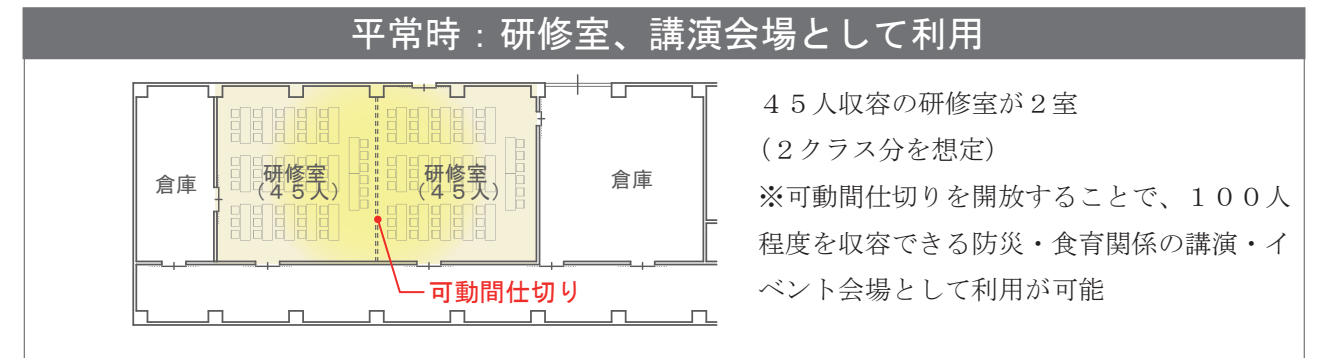 平常時：研修室、講演会場として利用
倉庫
研修室
（４５人）
研修室
（４５人）
倉庫
可動間仕切り
４５人収容の研修室が２室
（２クラス分を想定）
※可動間仕切りを開放することで、１００人
程度を収容できる防災・食育関係の講演・イ
ベント会場として利用が可能